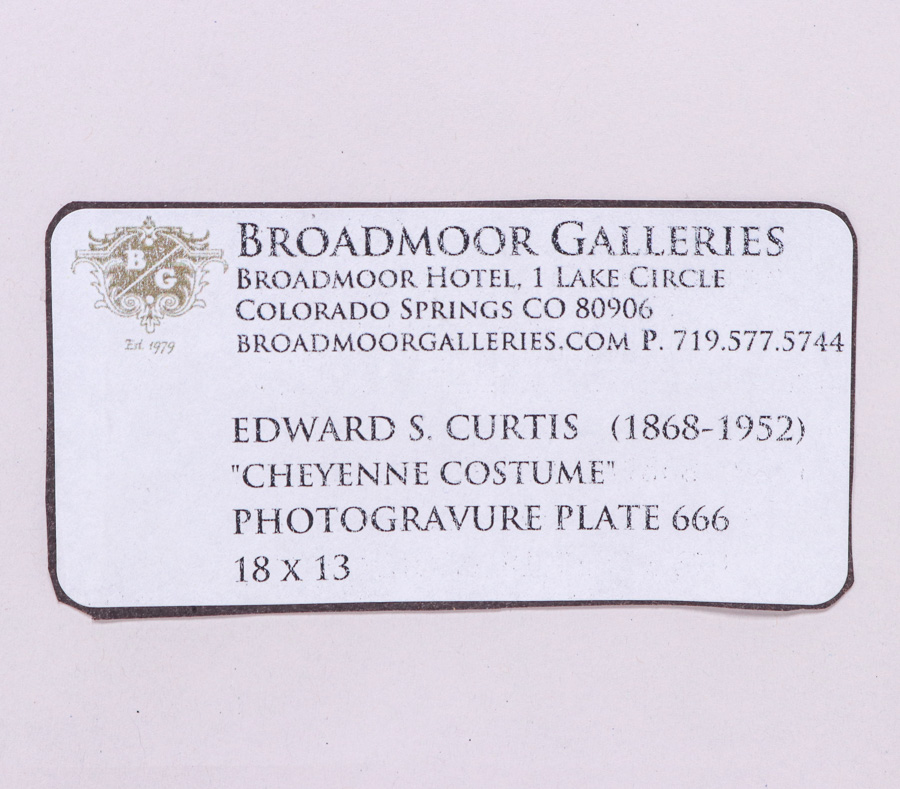 B G
Est. 1979
BROADMOOR GALLERIES
BROADMOOR HOTEL, 1 LAKE CIRCLE
COLORADO SPRINGS CO 80906
BROADMOORGALLERIES.COM P. 719.577.5744
EDWARD S. CURTIS (1868-1952)
"CHEYENNE COSTUME"
PHOTOGRAVURE PLATE 666
18 X 13